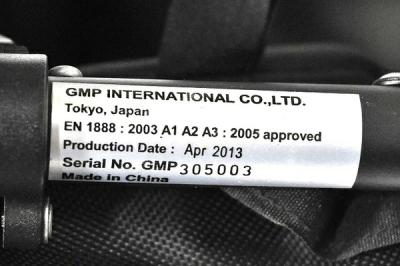 GMP INTERNATIONAL CO.,LTD.
Tokyo, Japan
EN 1888 : 2003 A1 A2 A3 : 2005 approved
Production Date : Apr 2013
Serial No. GMP305003
Made in China